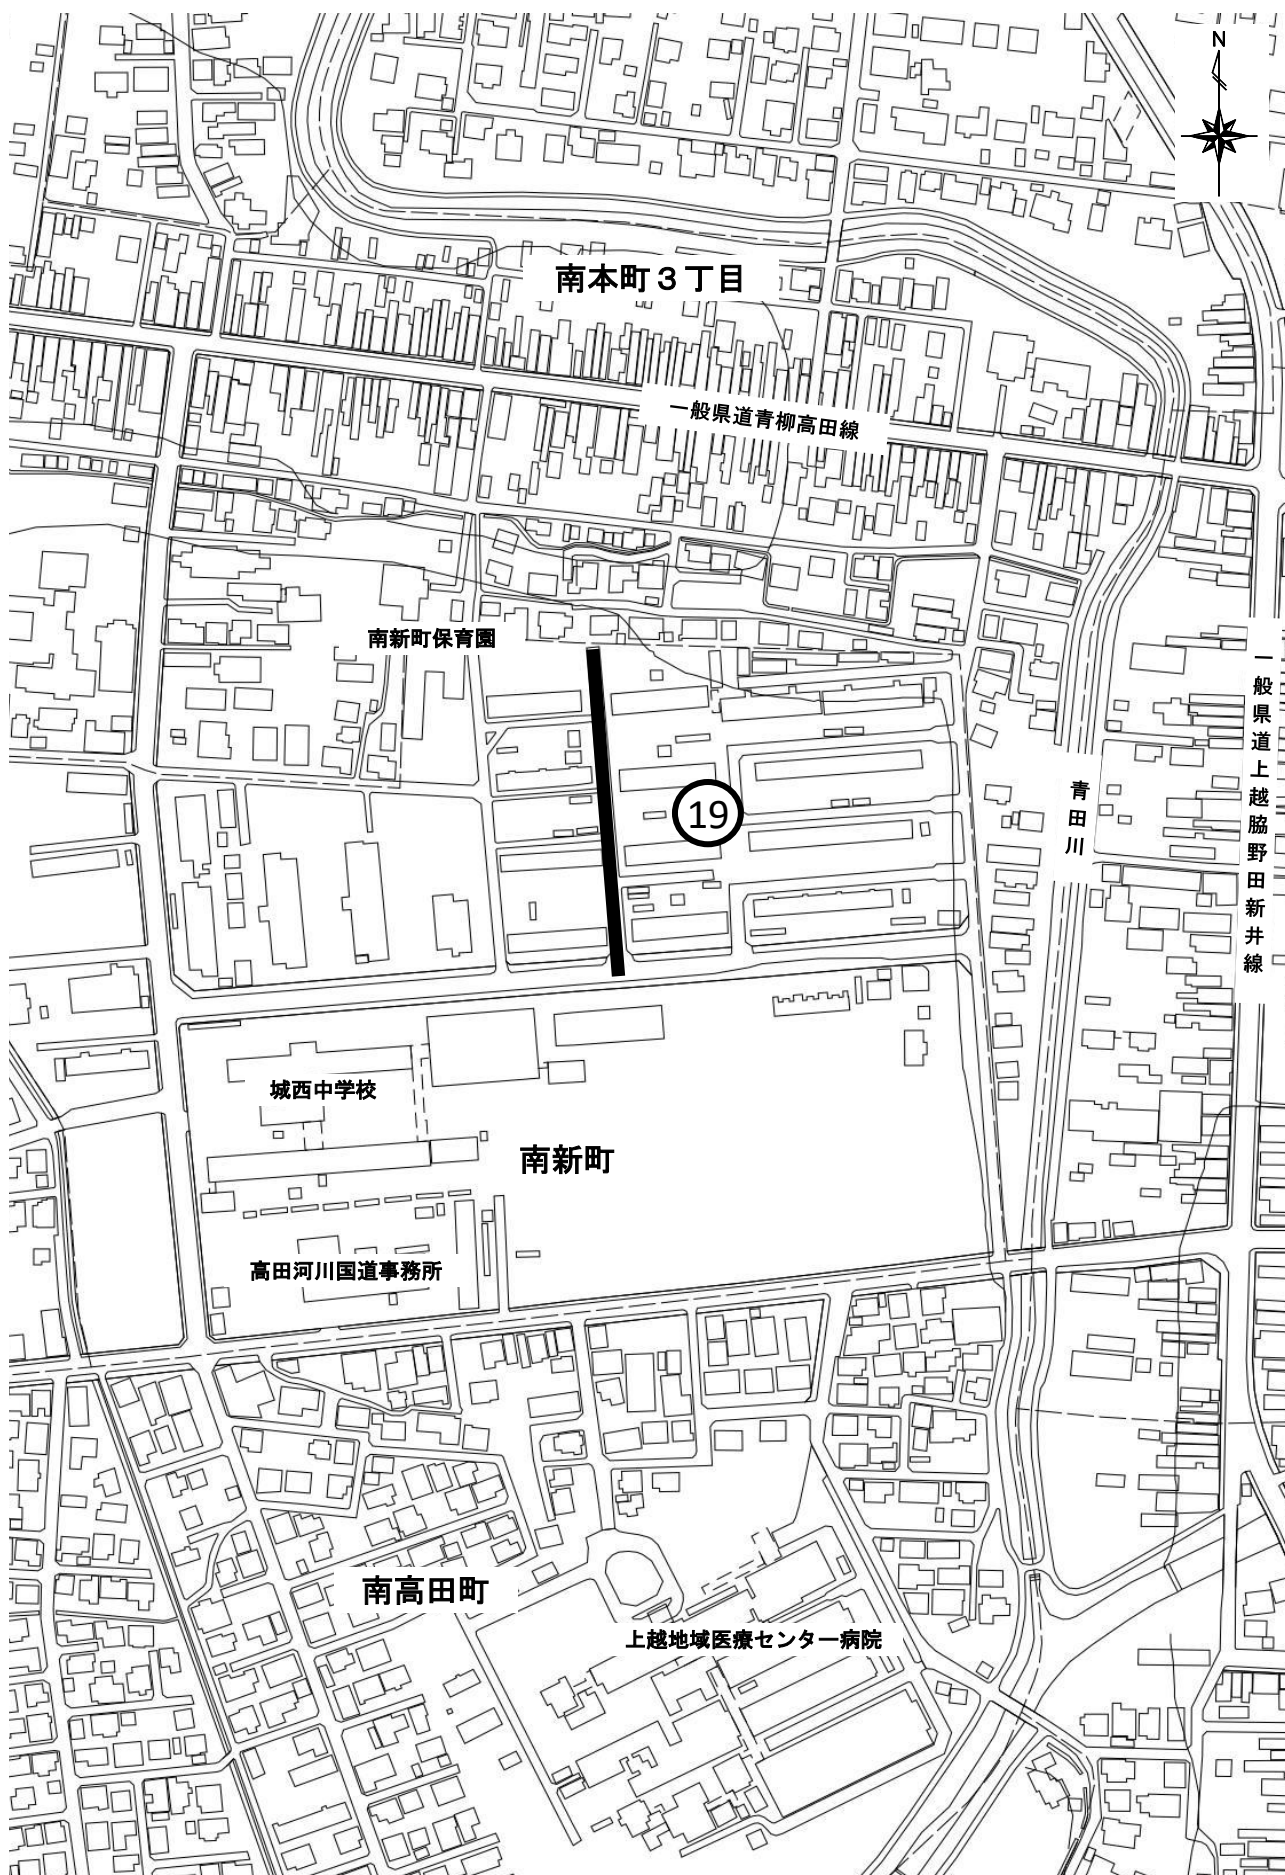 N
南本町３丁目
一般県道青柳高田線
南新町保育園
一般県道上越脇野田新井線
青田川
19
城西中学校
南新町
高田河川国道事務所
南高田町
上越地域医療センター病院